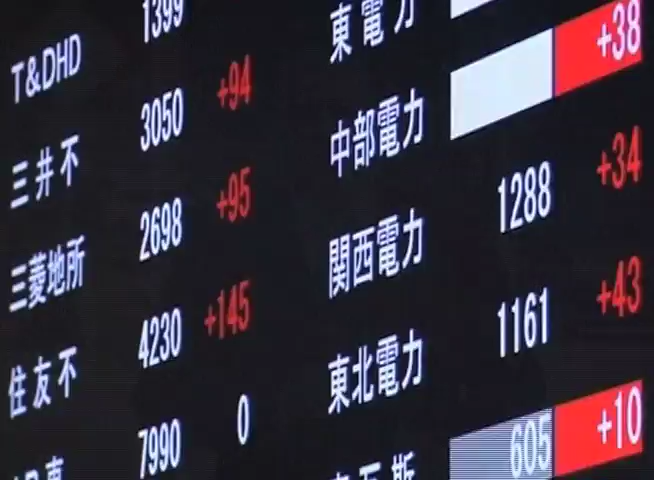 T&DHD 1399
三井不 3050 +94
三菱地所 2698 +95
住友不 4230 +145
7990 0
東電力
中部電力 +38
関西電力 1288 +34
東北電力 1161 +43
605 +10